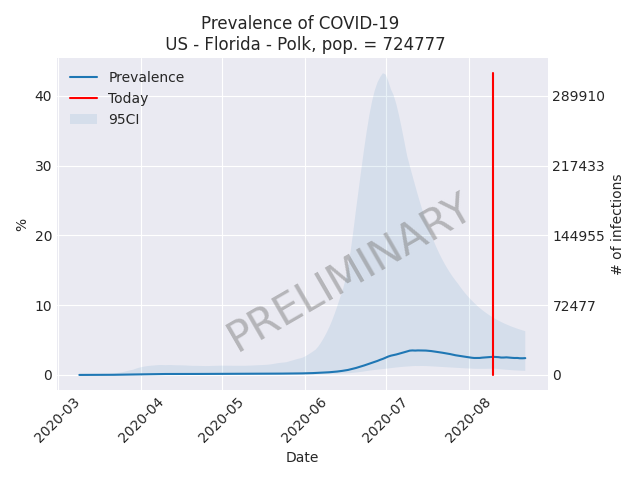 Prevalence of COVID-19
US - Florida - Polk, pop. = 724777
Prevalence
Today
95CI
40
30
20
10
0
%
289910
217433
144955
72477
0
# of infections
PRELIMINARY
2020-03
2020-04
2020-05
2020-06
2020-07
2020-08
Date